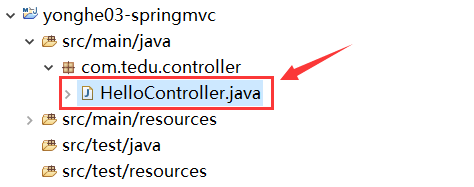 yonghe03-springmvc
src/main/java
com.tedu.controller
HelloController.java
src/main/resources
src/test/java
src/test/resources